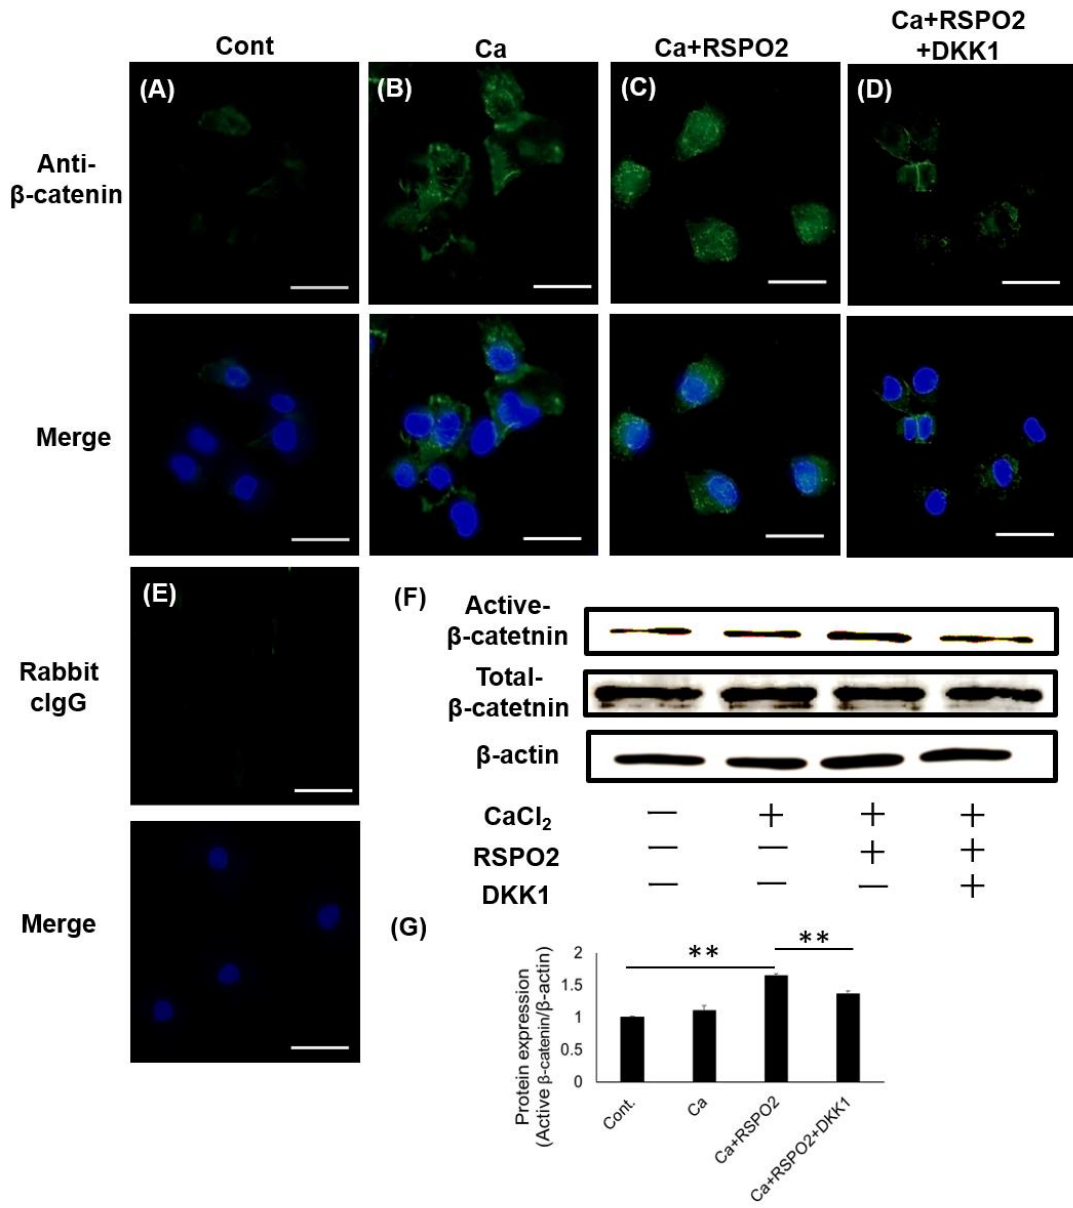 Cont
Ca
Ca+RSPO2
Ca+RSPO2
+DKK1
(A)
(B)
(C)
(D)
Anti-
β-catenin
Merge
(E)
Rabbit
cIgG
Merge
(F)
Active-
β-catetnin
Total-
β-catetnin
β-actin
CaCl₂ — + + +
RSPO2 — — + +
DKK1 — — — +
(G)
Protein expression
(Active β-catenin/β-actin)
2
1.5
1
0.5
0
**
**
Cont.
Ca
Ca+RSPO2
Ca+RSPO2+DKK1